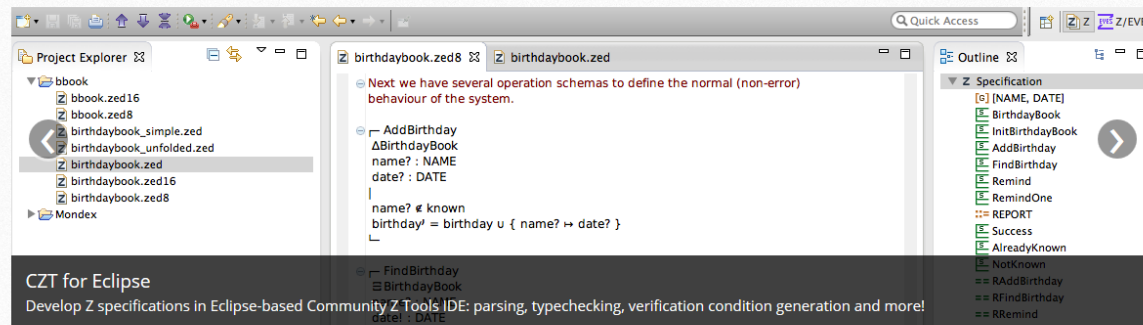 Quick Access
Z
Z/EV
Project Explorer
bbook
bbook.zed16
bbook.zed8
birthdaybook_simple.zed
birthdaybook_unfolded.zed
birthdaybook.zed
birthdaybook.zed16
birthdaybook.zed8
Mondex
birthdaybook.zed8
birthdaybook.zed
Next we have several operation schemas to define the normal (non-error)
behaviour of the system.
AddBirthday
ΔBirthdayBook
name? : NAME
date? : DATE
name? ∉ known
birthday′ = birthday ∪ { name? ↦ date? }
FindBirthday
ΞBirthdayBook
name? : NAME
date! : DATE
Outline
Z Specification
[G] [NAME, DATE]
BirthdayBook
InitBirthdayBook
AddBirthday
FindBirthday
Remind
RemindOne
::= REPORT
Success
AlreadyKnown
NotKnown
== RAddBirthday
== RFindBirthday
== RRemind
CZT for Eclipse
Develop Z specifications in Eclipse-based Community Z Tools IDE: parsing, typechecking, verification condition generation and more!